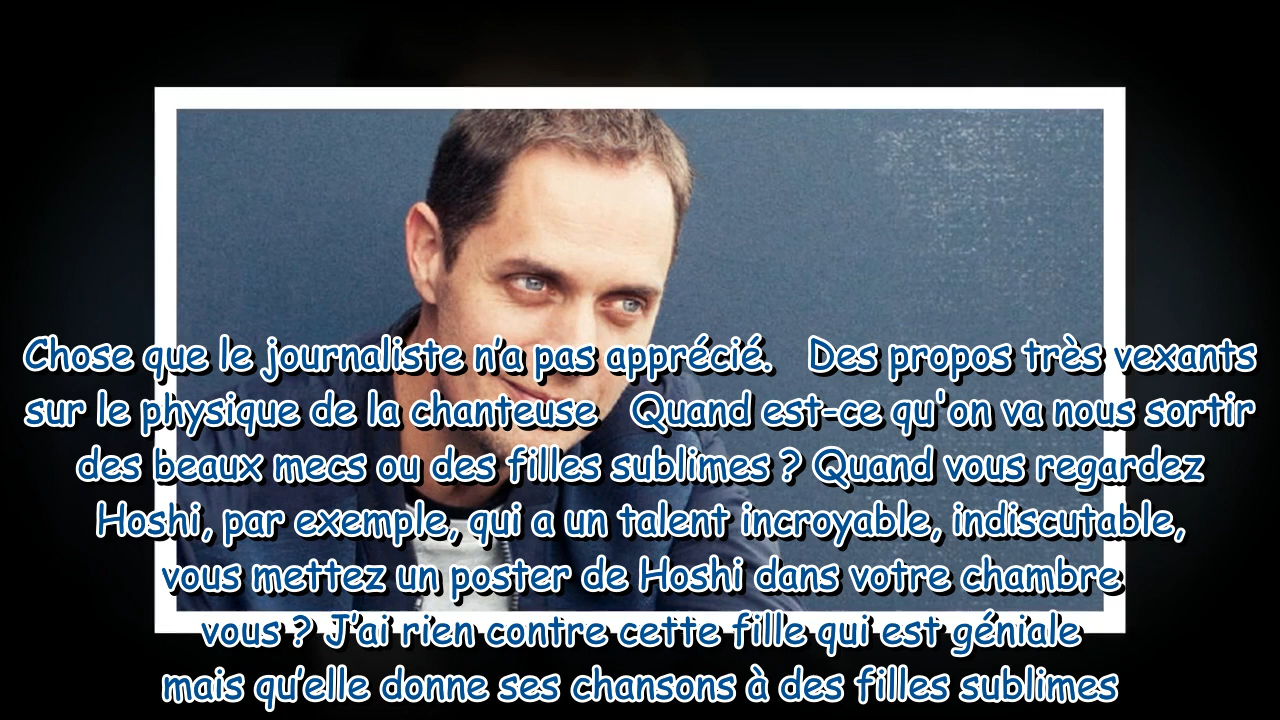 Chose que le journaliste n’a pas apprécié.   Des propos très vexants
sur le physique de la chanteuse   Quand est-ce qu'on va nous sortir
des beaux mecs ou des filles sublimes ? Quand vous regardez
Hoshi, par exemple, qui a un talent incroyable, indiscutable,
vous mettez un poster de Hoshi dans votre chambre
vous ? J’ai rien contre cette fille qui est géniale
mais qu’elle donne ses chansons à des filles sublimes